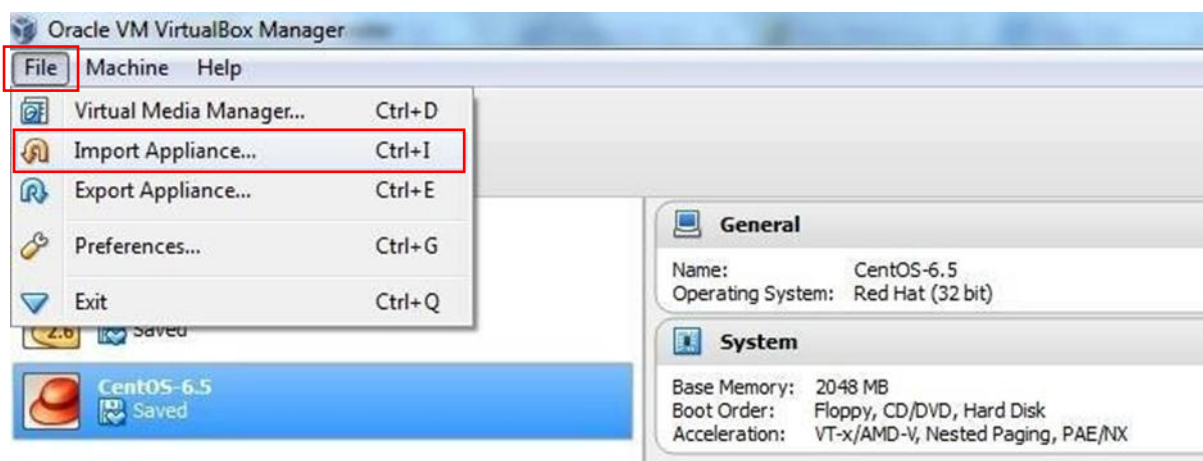 Oracle VM VirtualBox Manager
File Machine Help
Virtual Media Manager... Ctrl+D
Import Appliance... Ctrl+I
Export Appliance... Ctrl+E
Preferences... Ctrl+G
Exit Ctrl+Q
2.6 Saved
CentOS-6.5
Saved
General
Name: CentOS-6.5
Operating System: Red Hat (32 bit)
System
Base Memory: 2048 MB
Boot Order: Floppy, CD/DVD, Hard Disk
Acceleration: VT-x/AMD-V, Nested Paging, PAE/NX